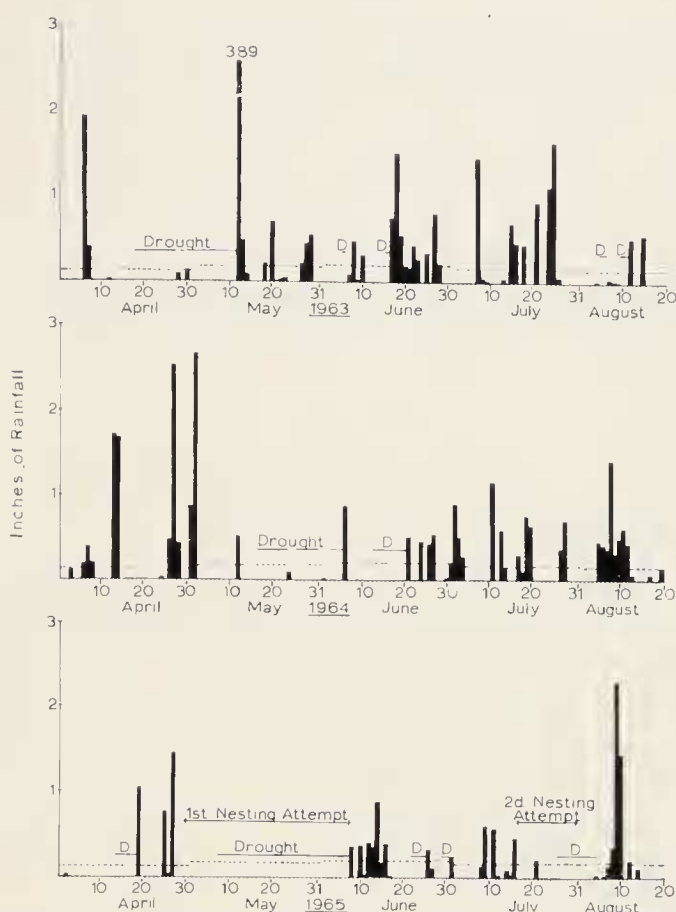 3
389
2
1
Drought D D D D
10 20 30 10 20 31 10 20 30 10 20 31 10 20
April May 1963 June July August
Inches of Rainfall
3
2
1
Drought D
10 20 30 10 20 31 10 20 30 10 20 31 10 20
April May 1964 June July August
3
2
1
1st Nesting Attempt
2d Nesting
Attempt
D Drought D D D
10 20 30 10 20 31 10 20 30 10 20 31 10 20
April May 1965 June July August